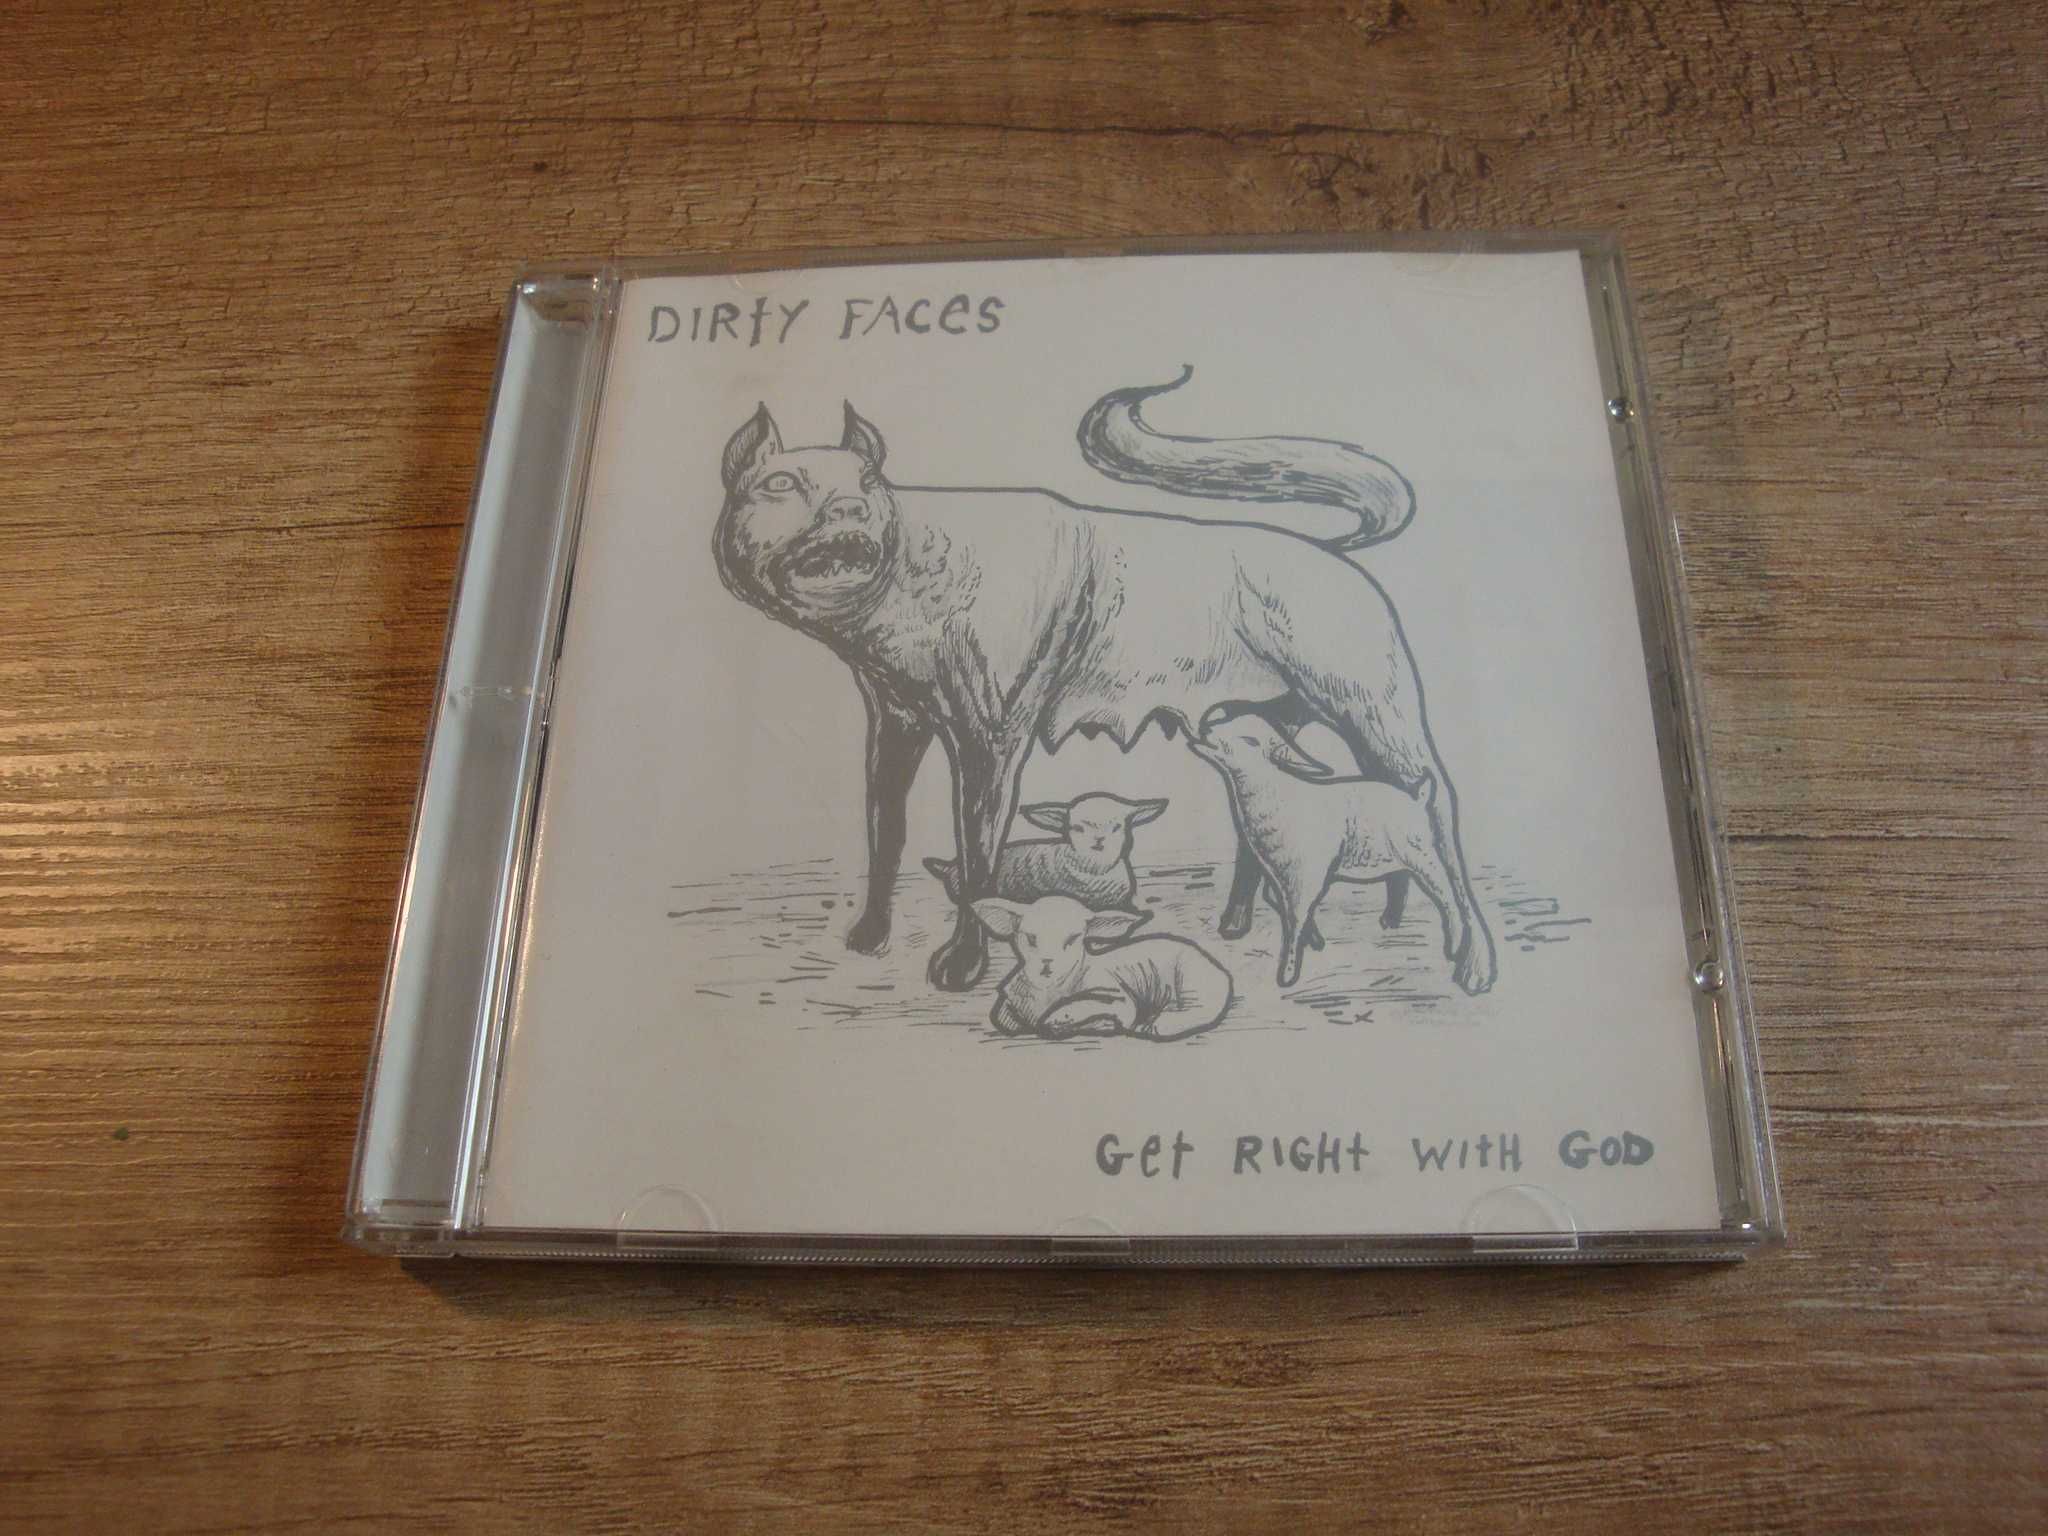 DIRtY FACes
Get RIGHt WItH GOD